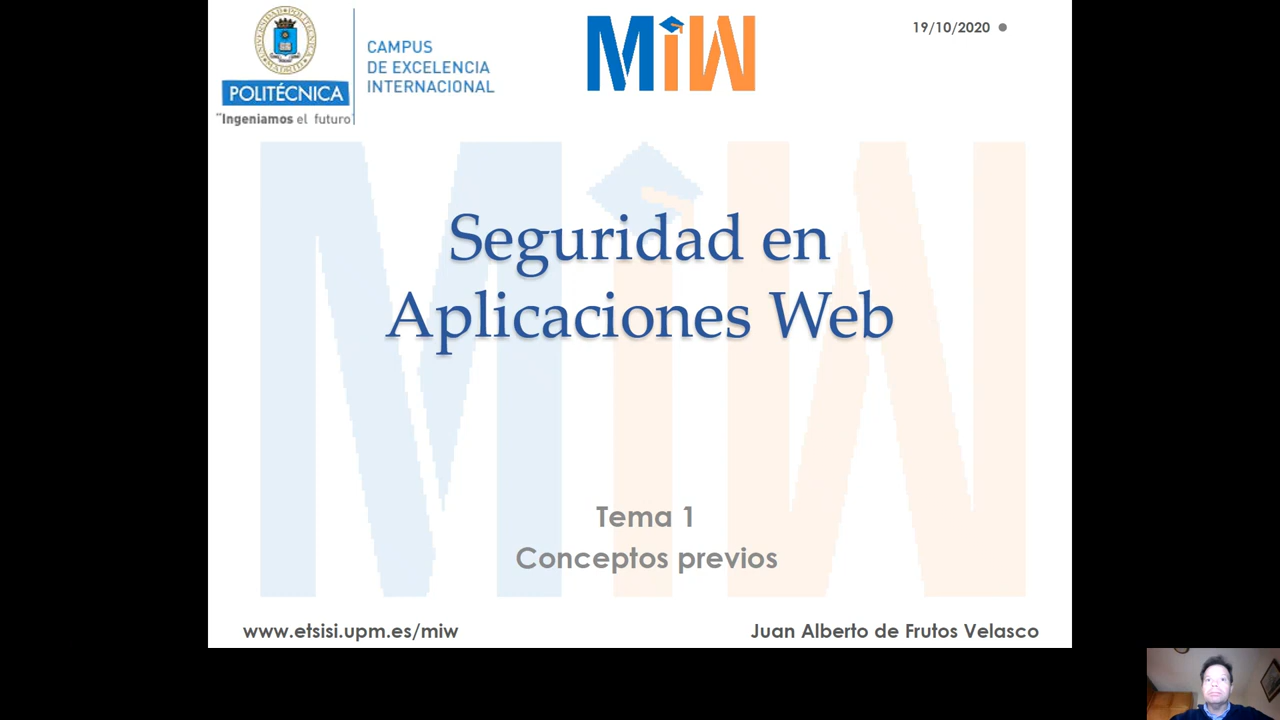 CAMPUS
DE EXCELENCIA
INTERNACIONAL
POLITÉCNICA
"Ingeniamos el futuro"
MiW
19/10/2020
Seguridad en
Aplicaciones Web
Tema 1
Conceptos previos
www.etsisi.upm.es/miw
Juan Alberto de Frutos Velasco